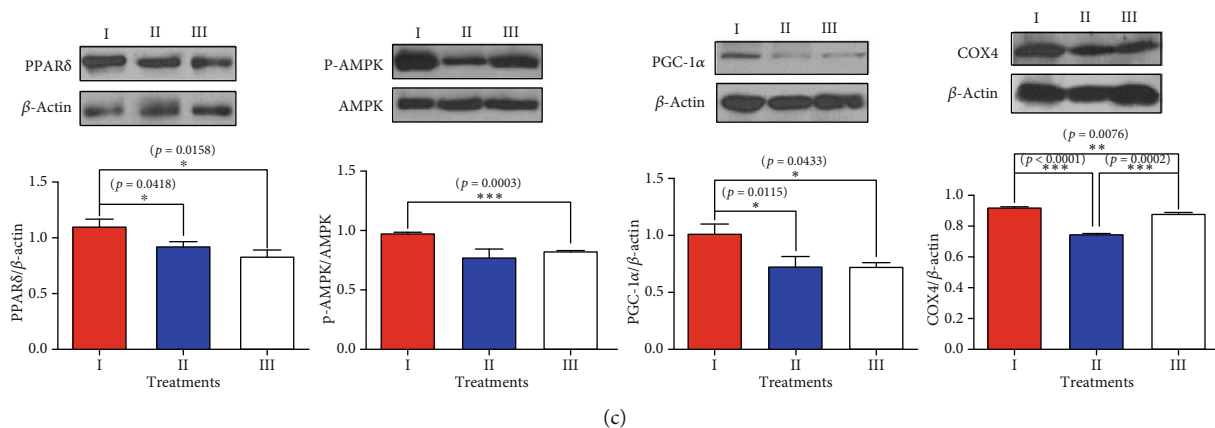 I II III
PPARδ
β-Actin
(p = 0.0158)
*
(p = 0.0418)
*
1.5
1.0
0.5
0.0
PPARδ/β-actin
I II III
Treatments
I II III
P-AMPK
AMPK
(p = 0.0003)
***
1.5
1.0
0.5
0.0
p-AMPK/AMPK
I II III
Treatments
I II III
PGC-1α
β-Actin
(p = 0.0433)
*
(p = 0.0115)
*
1.5
1.0
0.5
0.0
PGC-1α/β-actin
I II III
Treatments
I II III
COX4
β-Actin
(p = 0.0076)
**
(p < 0.0001) (p = 0.0002)
*** ***
1.0
0.8
0.6
0.4
0.2
0.0
COX4/β-actin
I II III
Treatments
(c)